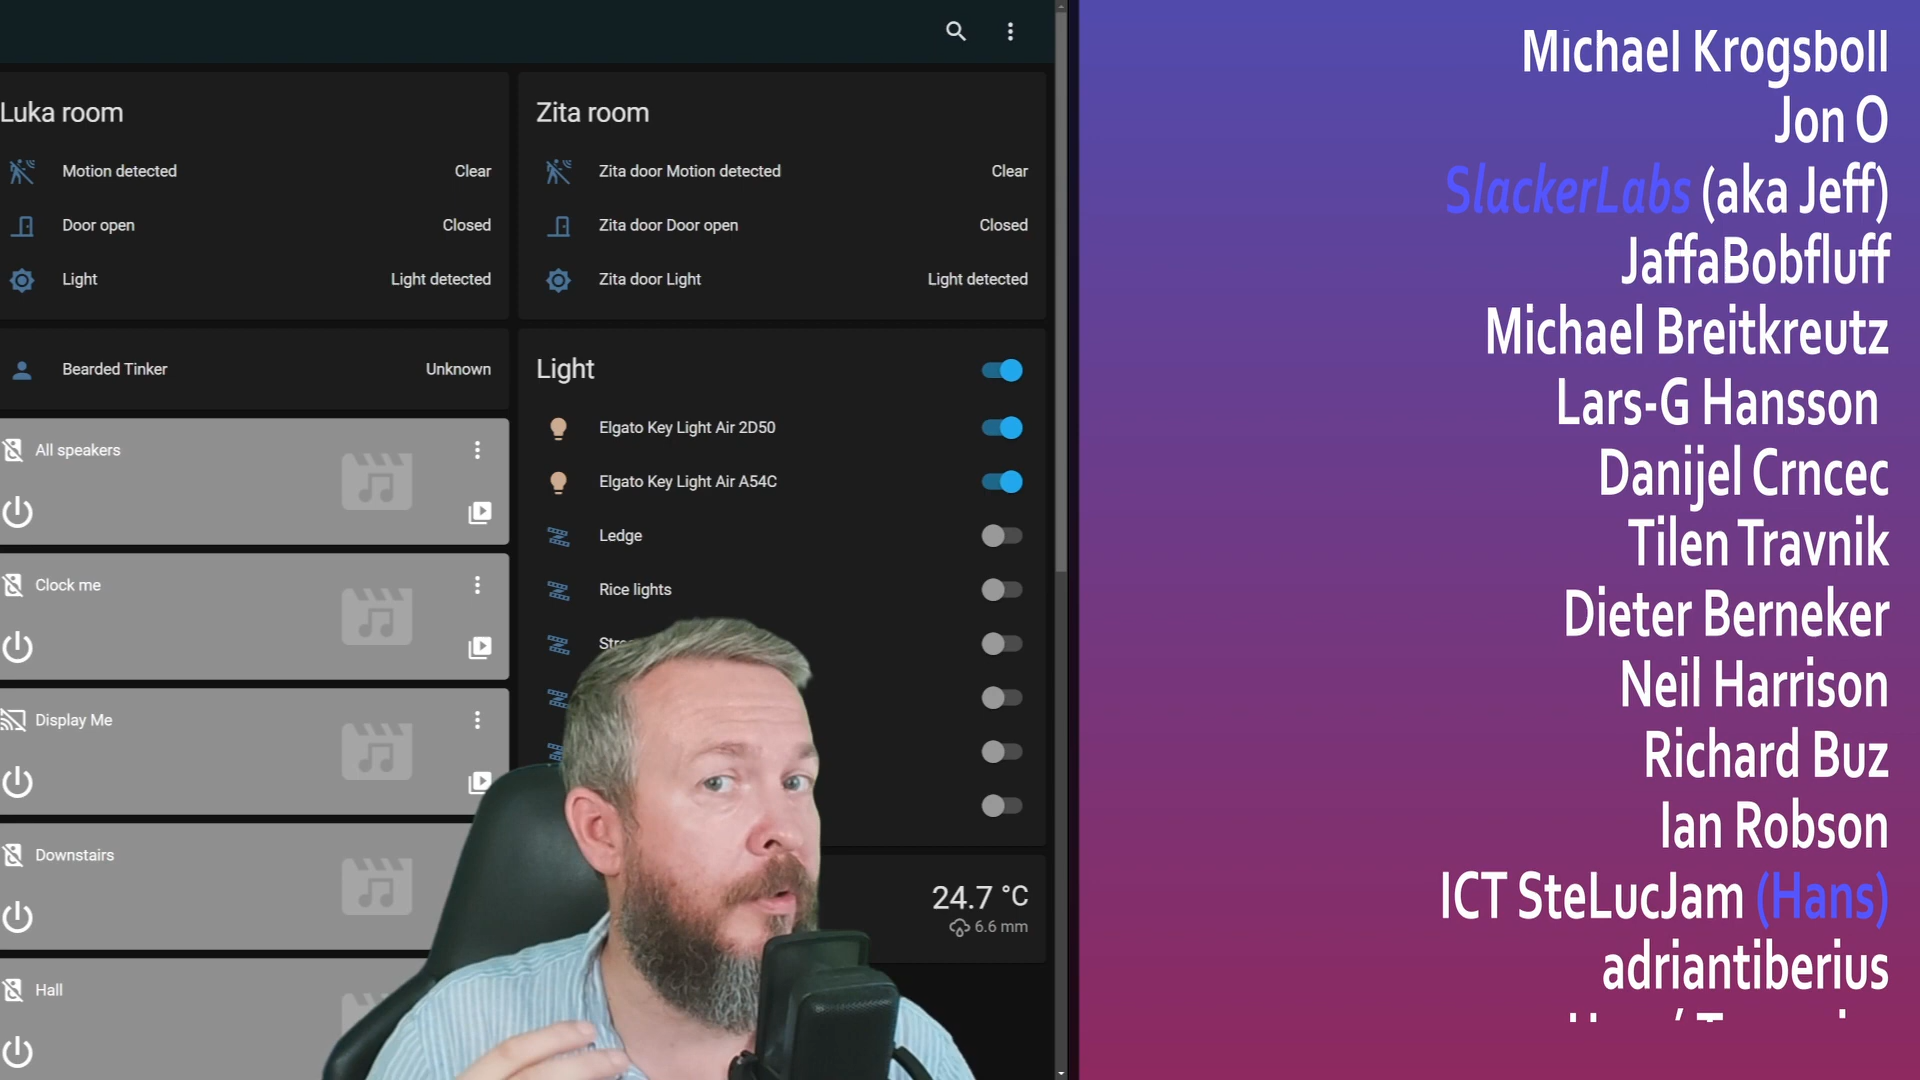 Luka room
Motion detected Clear
Door open Closed
Light Light detected
Bearded Tinker Unknown
All speakers
Clock me
Display Me
Downstairs
Hall
Zita room
Zita door Motion detected Clear
Zita door Door open Closed
Zita door Light Light detected
Light
Elgato Key Light Air 2D50
Elgato Key Light Air A54C
Ledge
Rice lights
24.7 °C
6.6 mm
Michael Krogsboll
Jon O
SlackerLabs (aka Jeff)
JaffaBobfluff
Michael Breitkreutz
Lars-G Hansson
Danijel Crncec
Tilen Travnik
Dieter Berneker
Neil Harrison
Richard Buz
Ian Robson
ICT SteLucJam (Hans)
adriantiberius